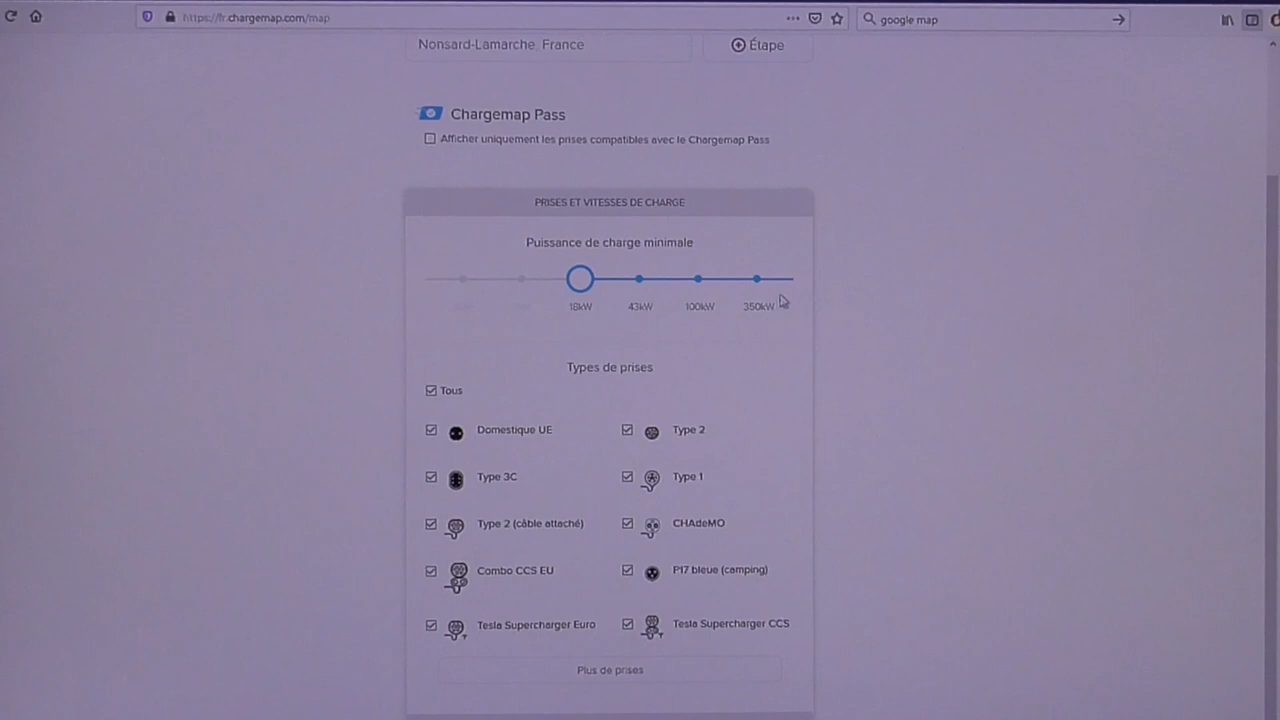 https://fr.chargemap.com/map
google map
Nonsard-Lamarche, France
Étape
Chargemap Pass
Afficher uniquement les prises compatibles avec le Chargemap Pass
PRISES ET VITESSES DE CHARGE
Puissance de charge minimale
18kW 43kW 100kW 350kW
Types de prises
Tous
Domestique UE Type 2
Type 3C Type 1
Type 2 (câble attaché) CHAdeMO
Combo CCS EU P17 bleue (camping)
Tesla Supercharger Euro Tesla Supercharger CCS
Plus de prises